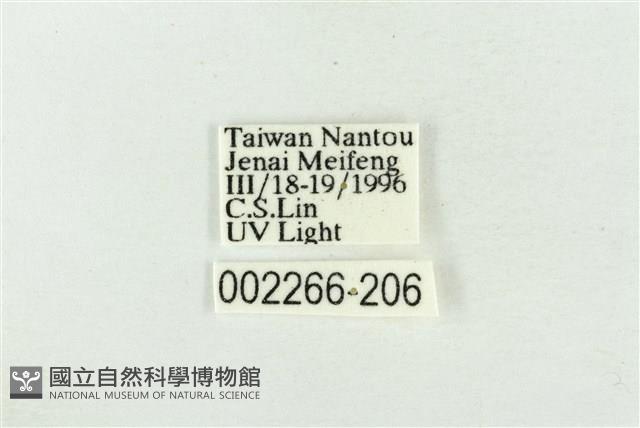 Taiwan Nantou
Jenai Meifeng
III/18-19/1996
C.S.Lin
UV Light
002266-206
國立自然科學博物館
NATIONAL MUSEUM OF NATURAL SCIENCE